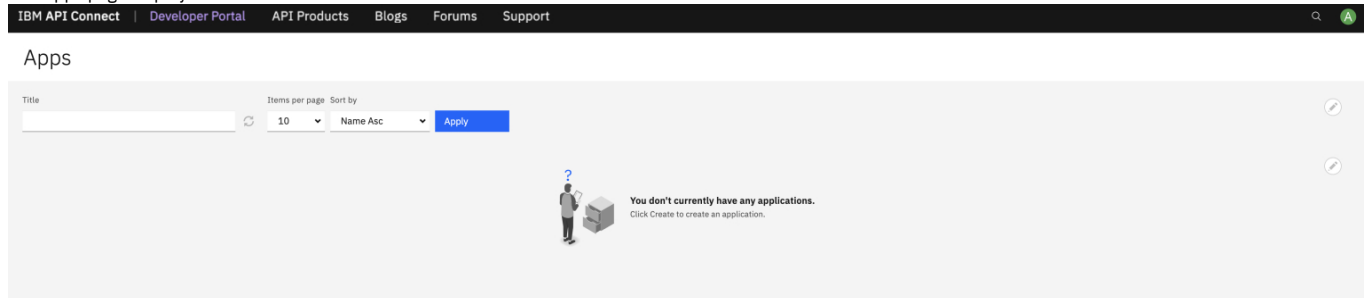 IBM API Connect | Developer Portal API Products Blogs Forums Support A
Apps
Title Items per page Sort by
10 Name Asc Apply
?
You don't currently have any applications.
Click Create to create an application.